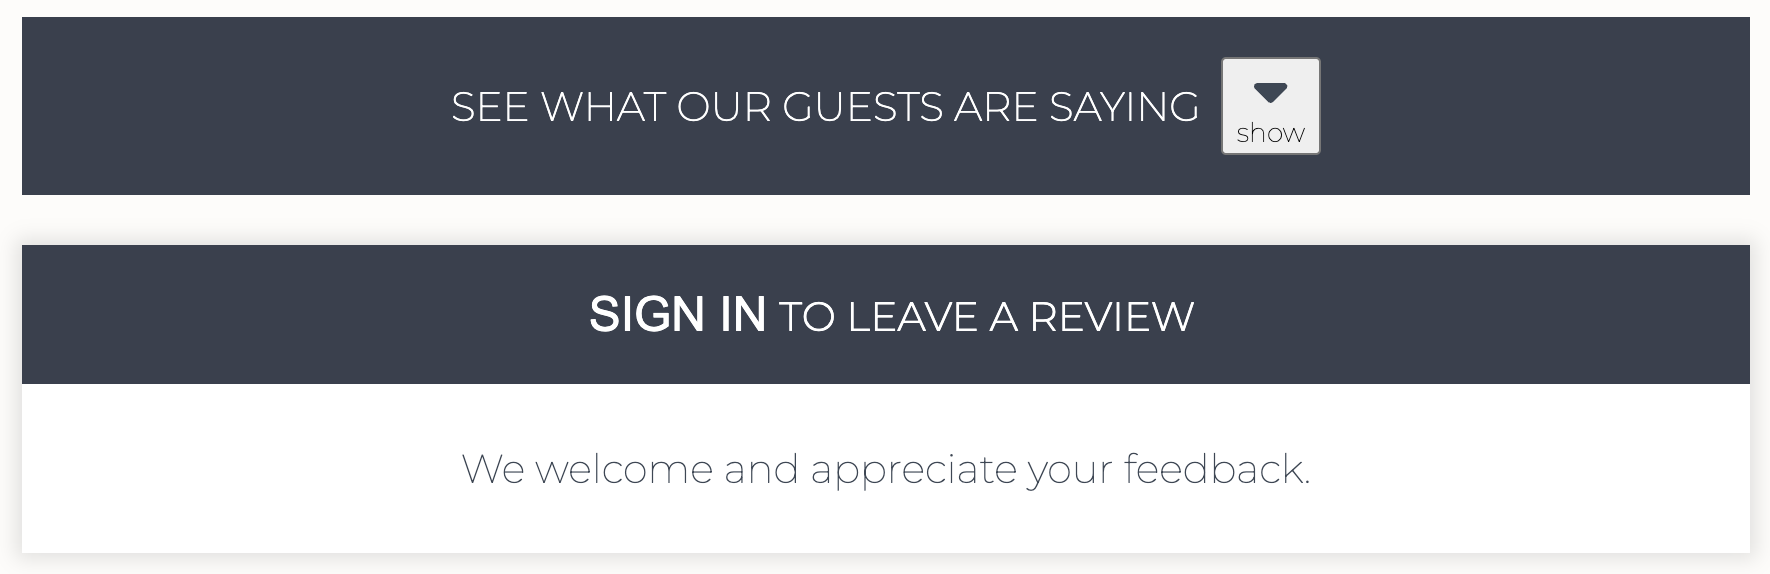 SEE WHAT OUR GUESTS ARE SAYING
show
SIGN IN TO LEAVE A REVIEW
We welcome and appreciate your feedback.